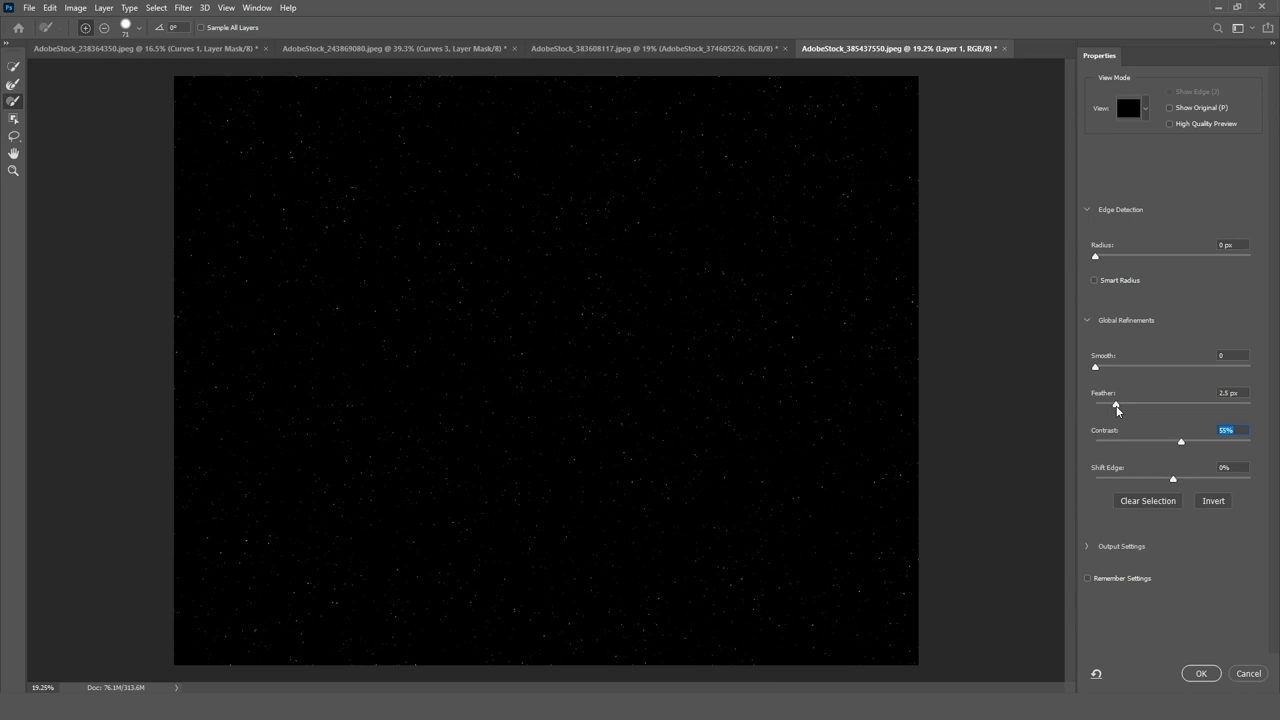 Ps File Edit Image Layer Type Select Filter 3D View Window Help
71 0° Sample All Layers
AdobeStock_238364350.jpeg @ 16.5% (Curves 1, Layer Mask/8) * × AdobeStock_243869080.jpeg @ 39.3% (Curves 3, Layer Mask/8) * × AdobeStock_383608117.jpeg @ 19% (AdobeStock_374605226, RGB/8) * × AdobeStock_385437550.jpeg @ 19.2% (Layer 1, RGB/8) * ×
Properties
View Mode
Show Edge (J)
View: Show Original (P)
High Quality Preview
Edge Detection
Radius: 0 px
Smart Radius
Global Refinements
Smooth: 0
Feather: 2.5 px
Contrast: 55%
Shift Edge: 0%
Clear Selection Invert
Output Settings
Remember Settings
OK Cancel
19.25% Doc: 76.1M/313.6M